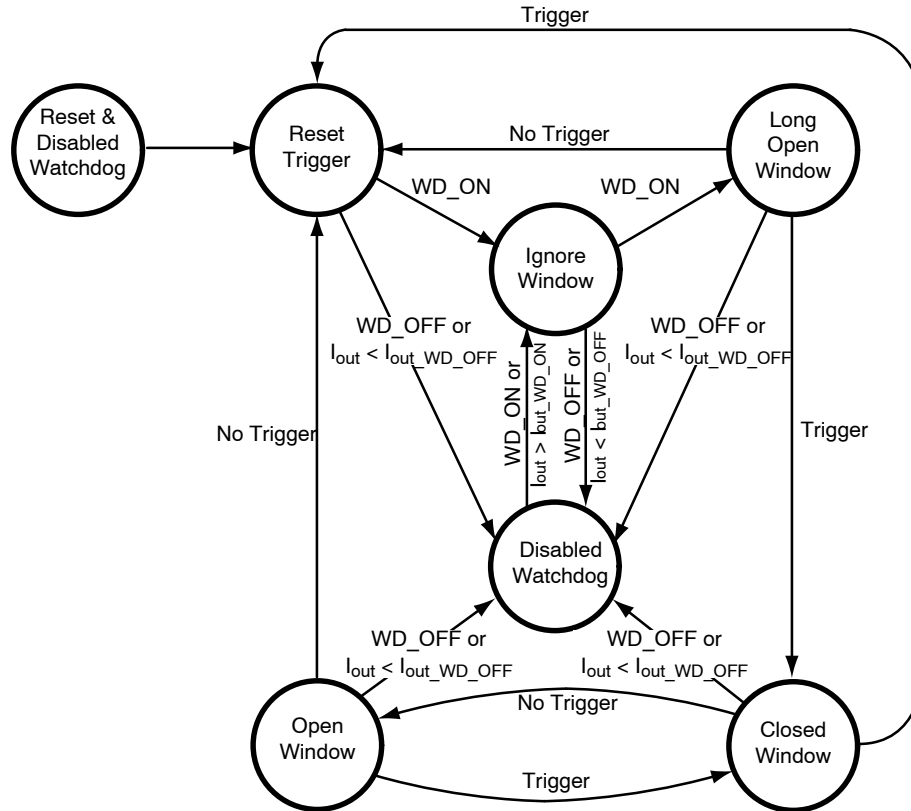 Trigger
Reset &
Disabled
Watchdog
Reset
Trigger
No Trigger
Long
Open
Window
WD_ON
WD_ON
Ignore
Window
WD_OFF or
Iout < Iout_WD_OFF
WD_ON or
Iout > Iout_WD_ON
WD_OFF or
Iout < Iout_WD_OFF
WD_OFF or
Iout < Iout_WD_OFF
No Trigger
Trigger
Disabled
Watchdog
WD_OFF or
Iout < Iout_WD_OFF
WD_OFF or
Iout < Iout_WD_OFF
No Trigger
Open
Window
Closed
Window
Trigger